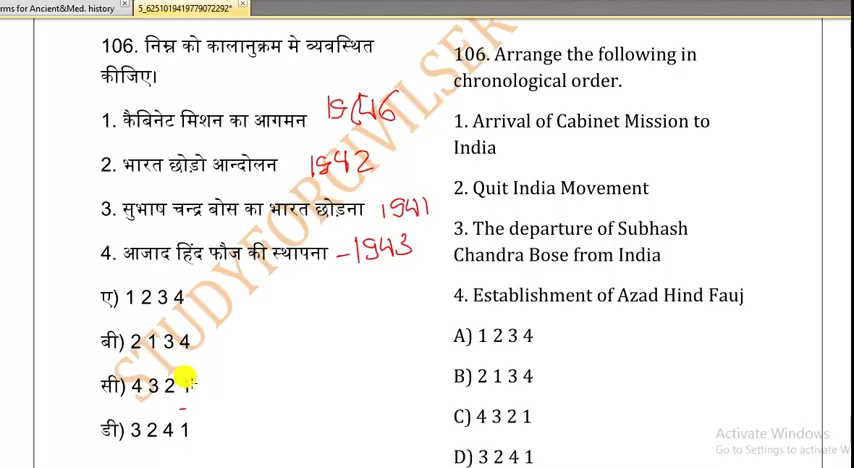 rms for Ancient&Med. history
5_6251019419779072292*
106. निम्न को कालानुक्रम मे व्यवस्थित
कीजिए।
1. कैबिनेट मिशन का आगमन 1946
2. भारत छोड़ो आन्दोलन 1942
3. सुभाष चन्द्र बोस का भारत छोड़ना 1941
4. आजाद हिंद फौज की स्थापना - 1943
ए) 1 2 3 4
बी) 2 1 3 4
सी) 4 3 2 1
डी) 3 2 4 1
106. Arrange the following in
chronological order.
1. Arrival of Cabinet Mission to
India
2. Quit India Movement
3. The departure of Subhash
Chandra Bose from India
4. Establishment of Azad Hind Fauj
A) 1 2 3 4
B) 2 1 3 4
C) 4 3 2 1
D) 3 2 4 1
STUDYFORCIVILSER
Activate Windows
Go to Settings to activate W